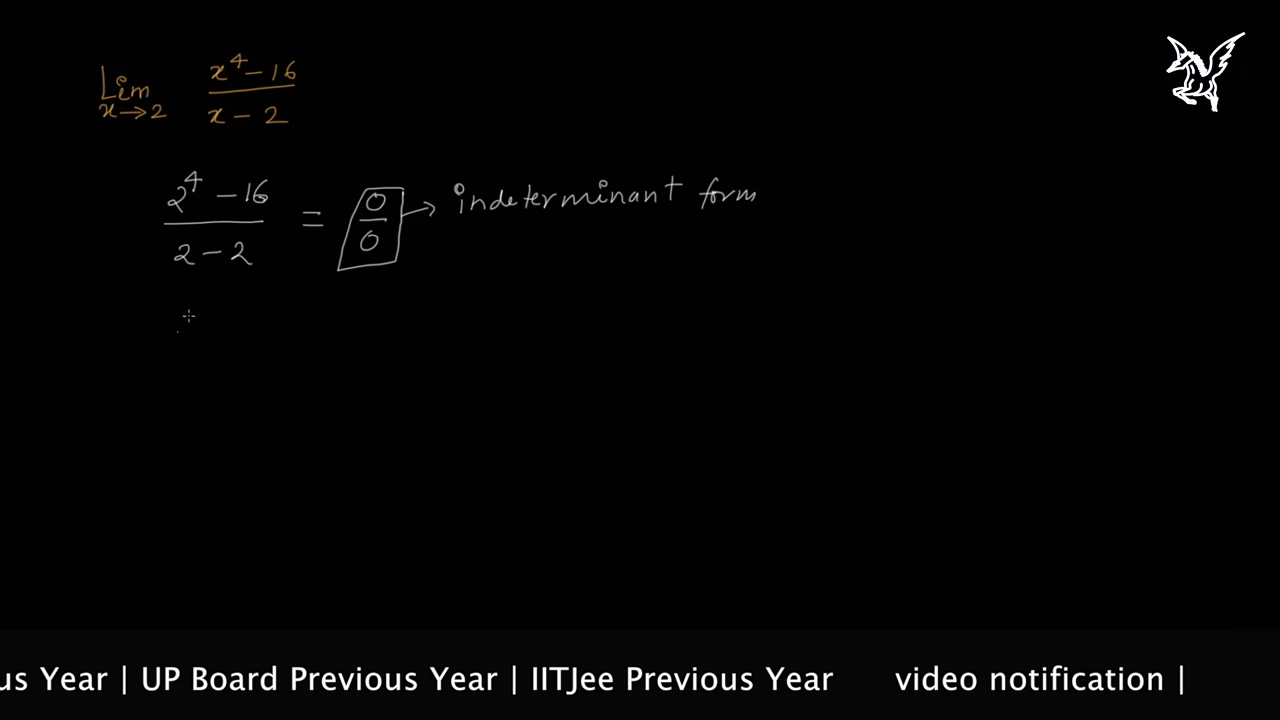 Lim x→2 x⁴-16 / x-2
2⁴-16 / 2-2 = 0/0 → indeterminant form
us Year | UP Board Previous Year | IITJee Previous Year video notification |